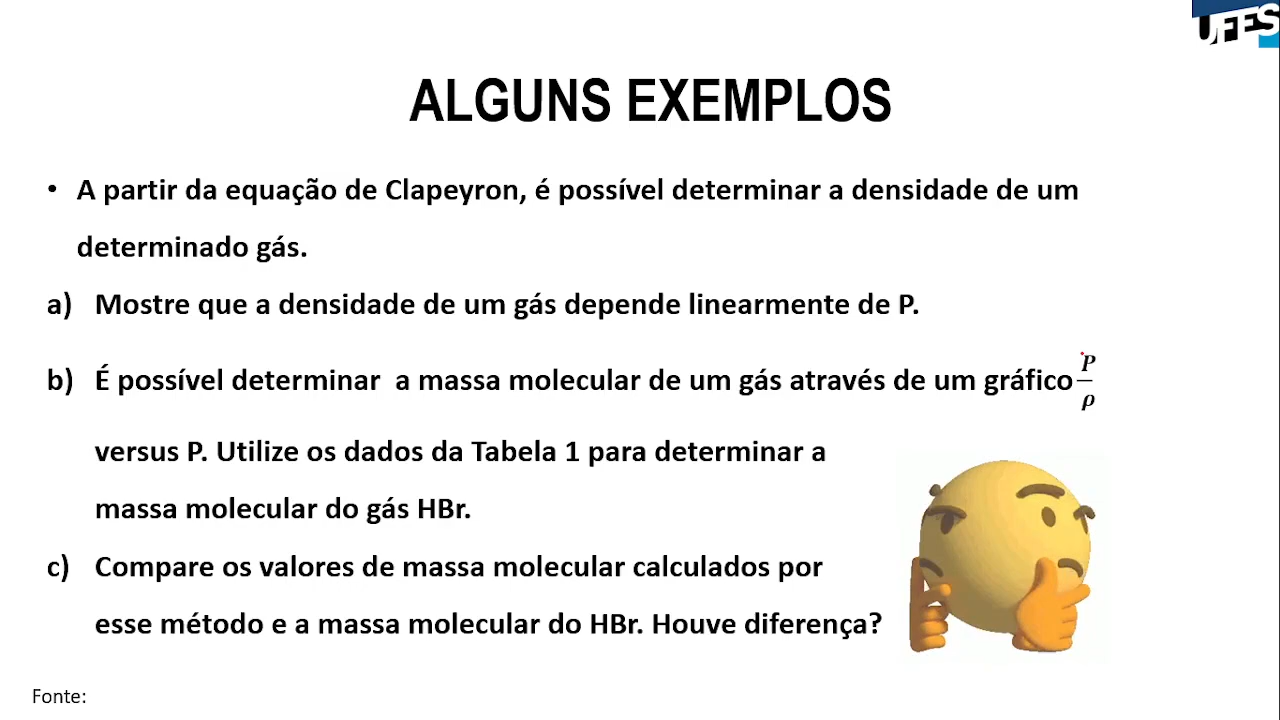 UFES
ALGUNS EXEMPLOS
• A partir da equação de Clapeyron, é possível determinar a densidade de um
determinado gás.
a) Mostre que a densidade de um gás depende linearmente de P.
b) É possível determinar a massa molecular de um gás através de um gráfico P/ρ
versus P. Utilize os dados da Tabela 1 para determinar a
massa molecular do gás HBr.
c) Compare os valores de massa molecular calculados por
esse método e a massa molecular do HBr. Houve diferença?
Fonte: